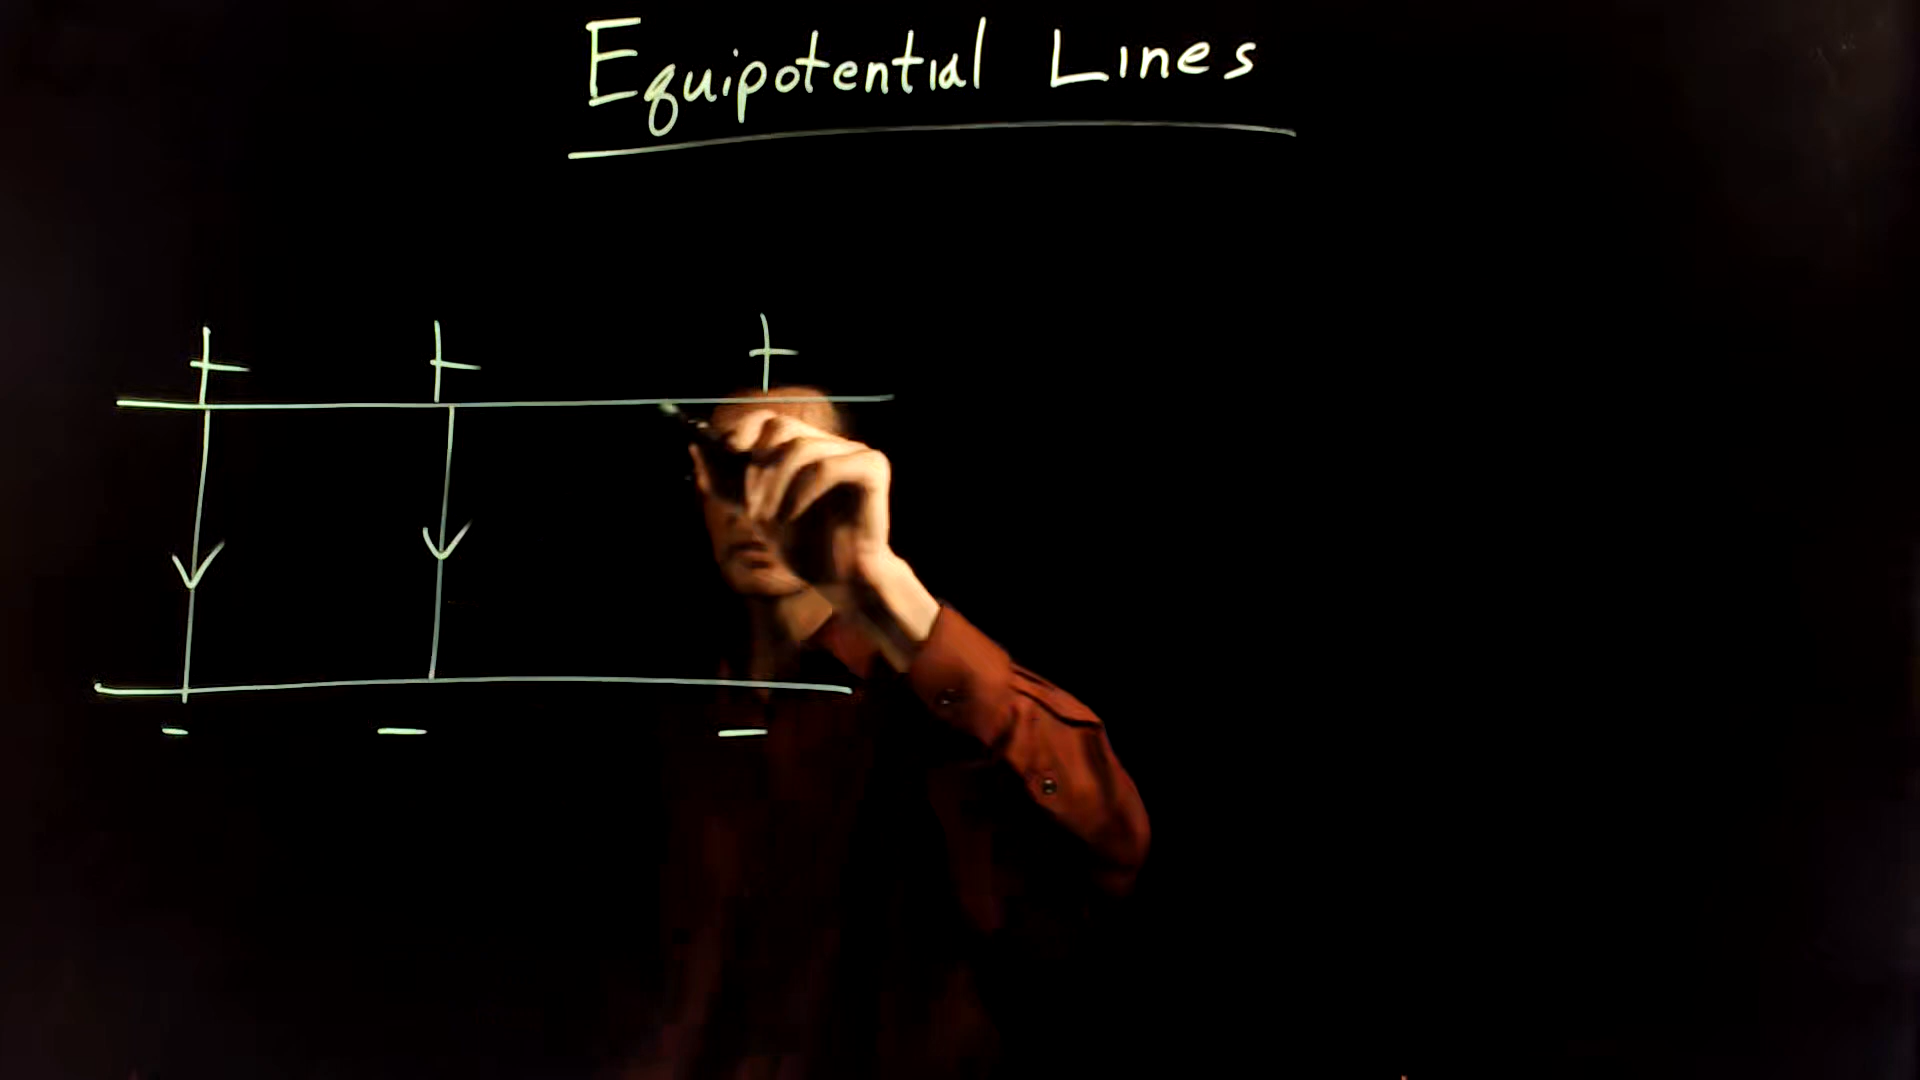 Equipotential Lines
+ + +
- - -